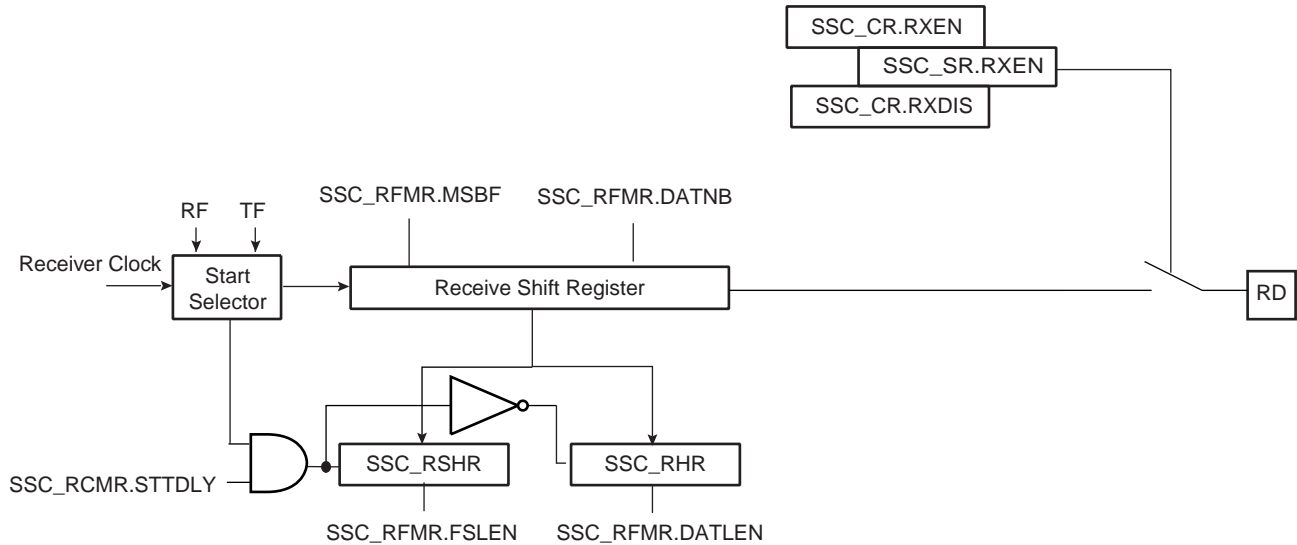 SSC_CR.RXEN
SSC_SR.RXEN
SSC_CR.RXDIS
SSC_RFMR.MSBF
SSC_RFMR.DATNB
RF
TF
Receiver Clock
Start
Selector
Receive Shift Register
RD
SSC_RSHR
SSC_RHR
SSC_RCMR.STTDLY
SSC_RFMR.FSLEN
SSC_RFMR.DATLEN